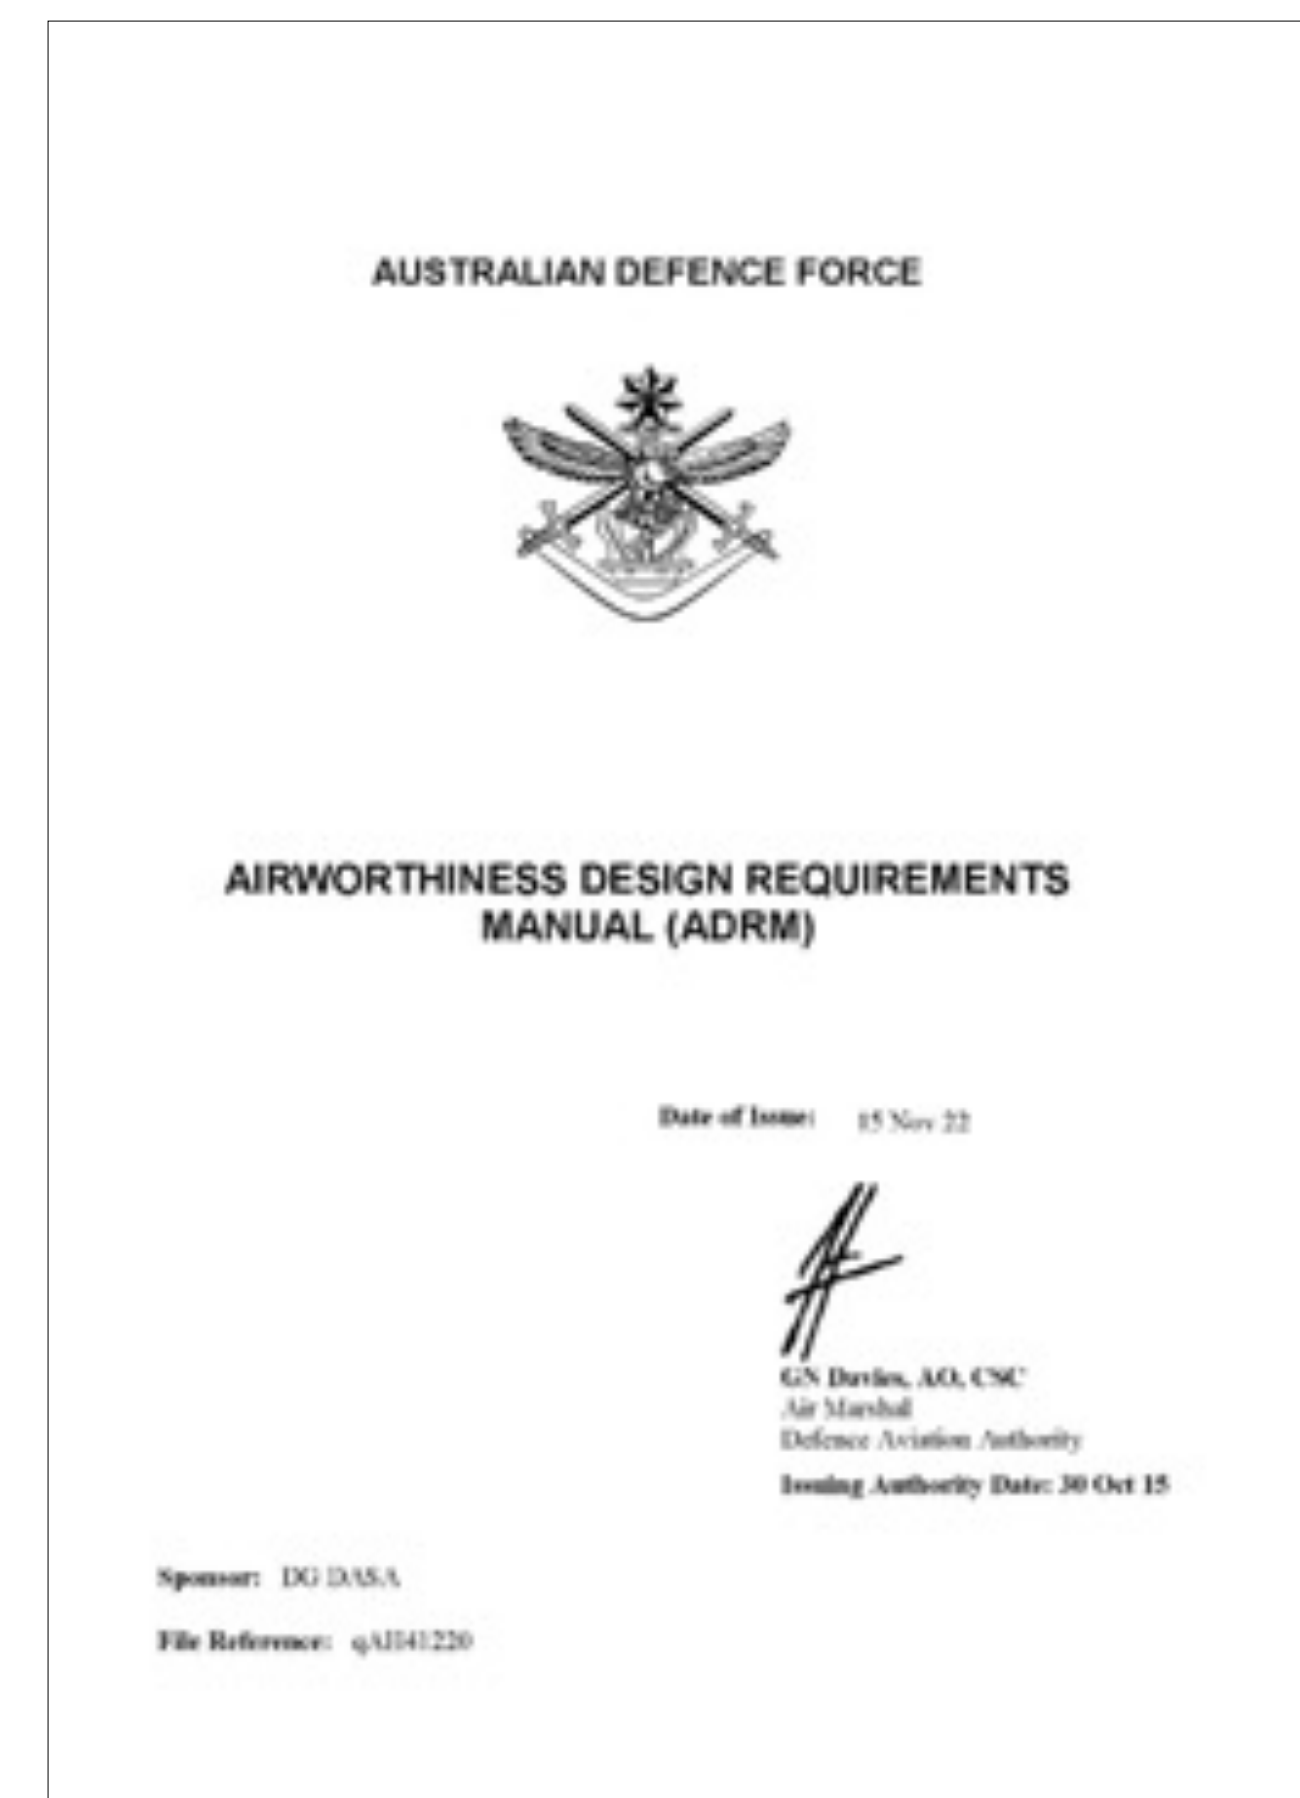 AUSTRALIAN DEFENCE FORCE
AIRWORTHINESS DESIGN REQUIREMENTS
MANUAL (ADRM)
Date of Issue: 15 Nov 22
GN Davies, AO, CSC
Air Marshal
Defence Aviation Authority
Issuing Authority Date: 30 Oct 15
Sponsor: DG DASA
File Reference: